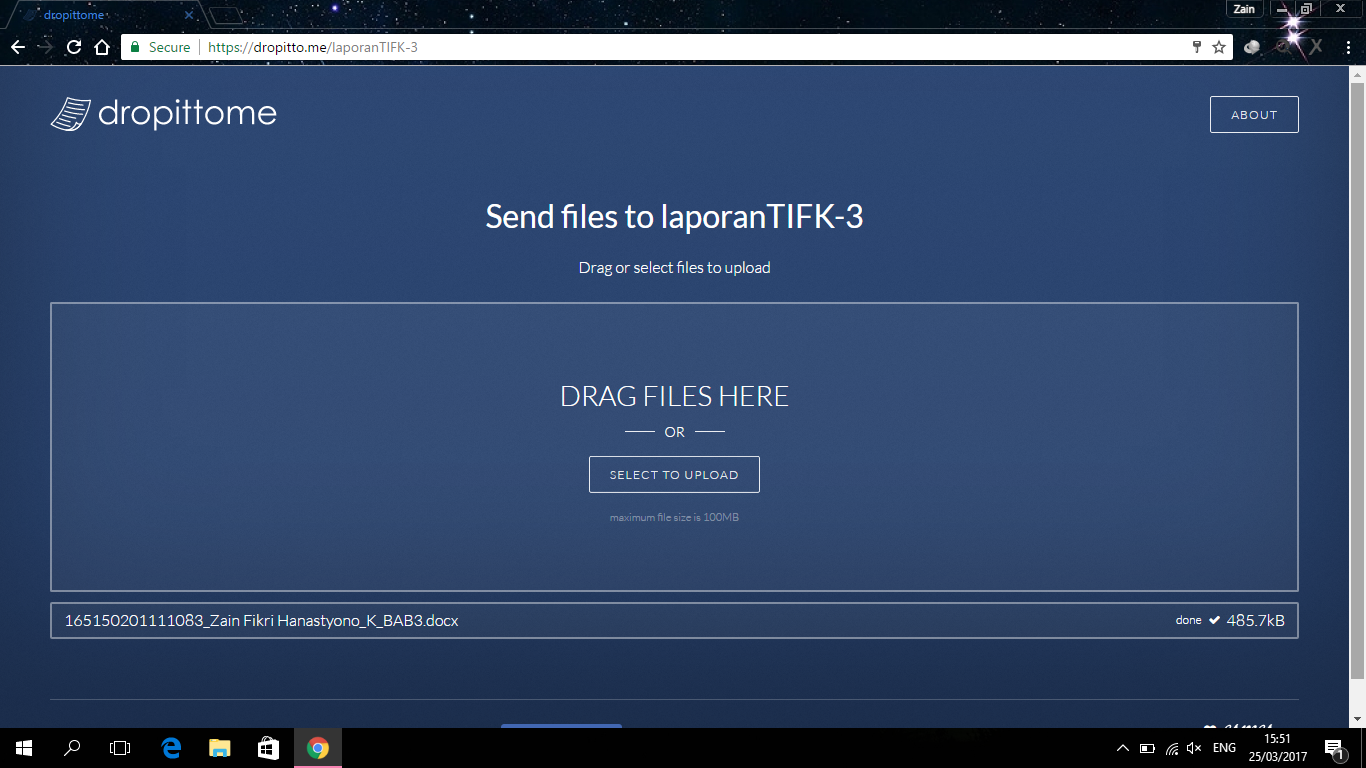 dropittome
Zain
Secure
https://dropitto.me/laporanTIFK-3
dropittome
ABOUT
Send files to laporanTIFK-3
Drag or select files to upload
DRAG FILES HERE
OR
SELECT TO UPLOAD
maximum file size is 100MB
165150201111083_Zain Fikri Hanastyono_K_BAB3.docx done 485.7kB
ENG
15:51
25/03/2017
1